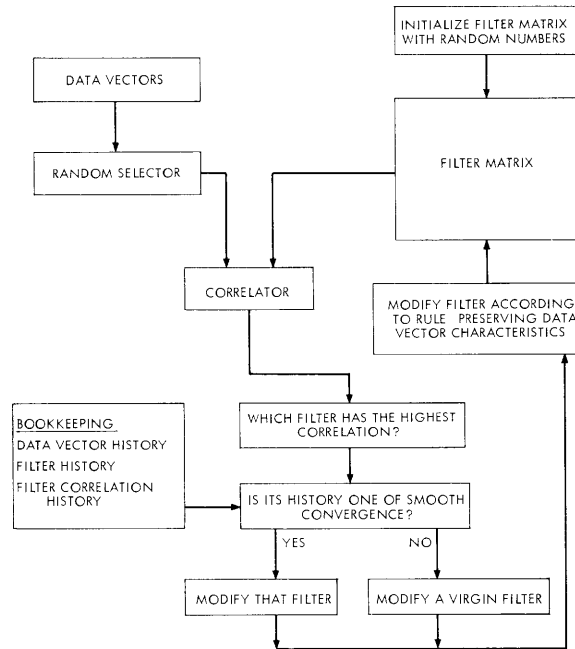 INITIALIZE FILTER MATRIX
WITH RANDOM NUMBERS
DATA VECTORS
RANDOM SELECTOR
FILTER MATRIX
CORRELATOR
MODIFY FILTER ACCORDING
TO RULE PRESERVING DATA
VECTOR CHARACTERISTICS
WHICH FILTER HAS THE HIGHEST
CORRELATION?
BOOKKEEPING
DATA VECTOR HISTORY
FILTER HISTORY
FILTER CORRELATION
HISTORY
IS ITS HISTORY ONE OF SMOOTH
CONVERGENCE?
YES
NO
MODIFY THAT FILTER
MODIFY A VIRGIN FILTER